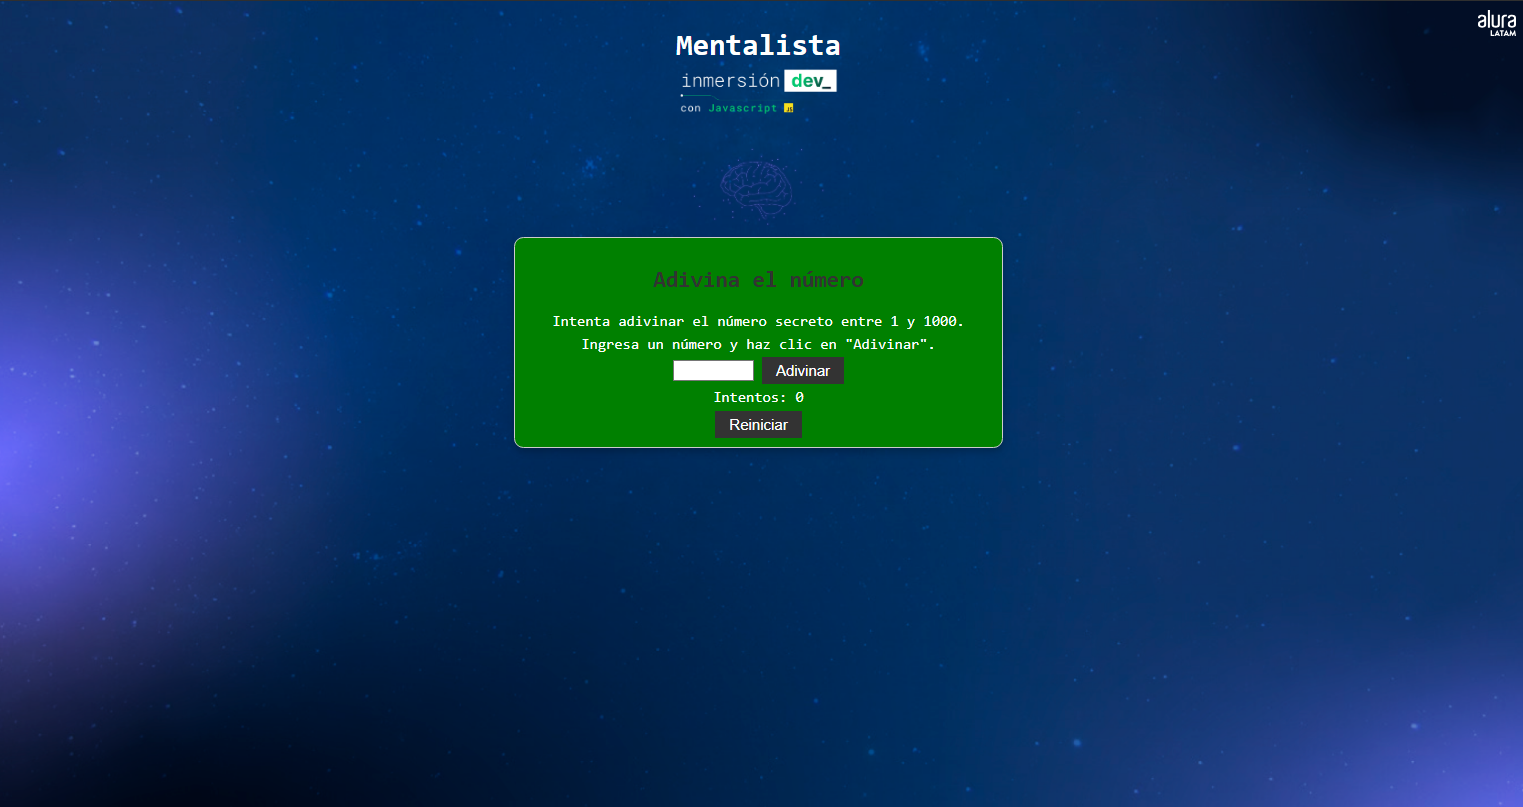 alura
LATAM
Mentalista
inmersión dev_
con Javascript JS
Adivina el número
Intenta adivinar el número secreto entre 1 y 1000.
Ingresa un número y haz clic en "Adivinar".
Adivinar
Intentos: 0
Reiniciar